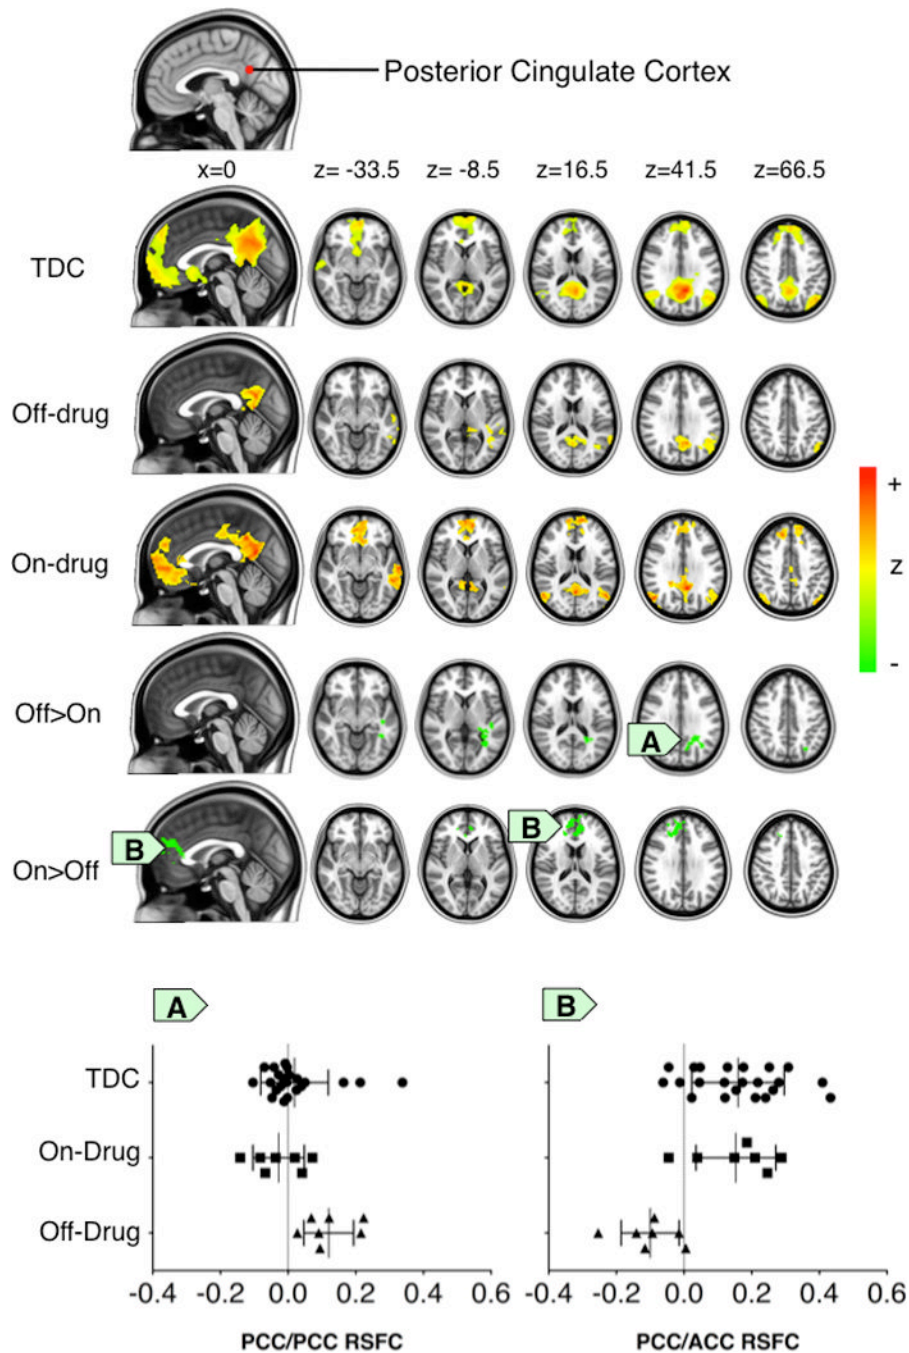 Posterior Cingulate Cortex
x=0 z= -33.5 z= -8.5 z=16.5 z=41.5 z=66.5
TDC
Off-drug
+
On-drug
z
-
Off>On
A
B
B
On>Off
A
B
TDC
On-Drug
Off-Drug
-0.4 -0.2 0.0 0.2 0.4 0.6
-0.4 -0.2 0.0 0.2 0.4 0.6
PCC/PCC RSFC
PCC/ACC RSFC